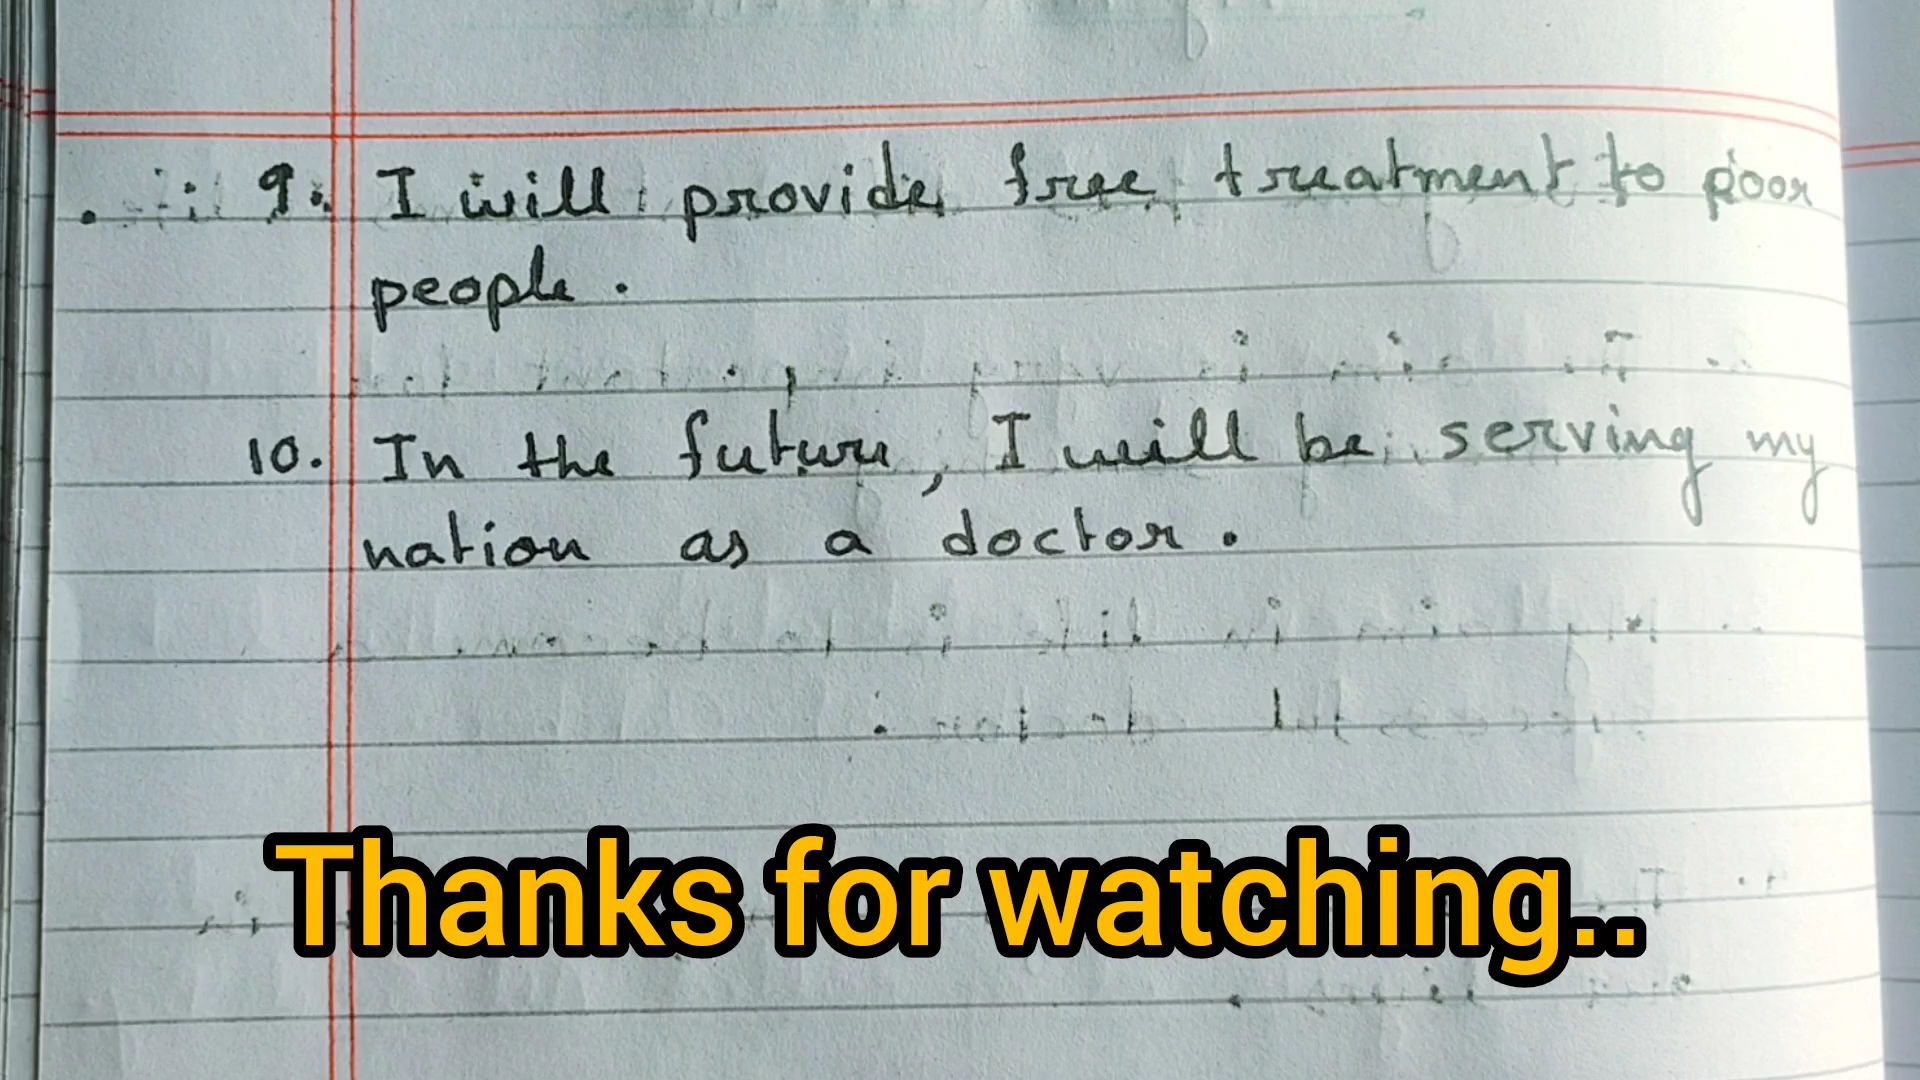 9. I will provide free treatment to poor
people.
10. In the future, I will be serving my
nation as a doctor.
Thanks for watching..